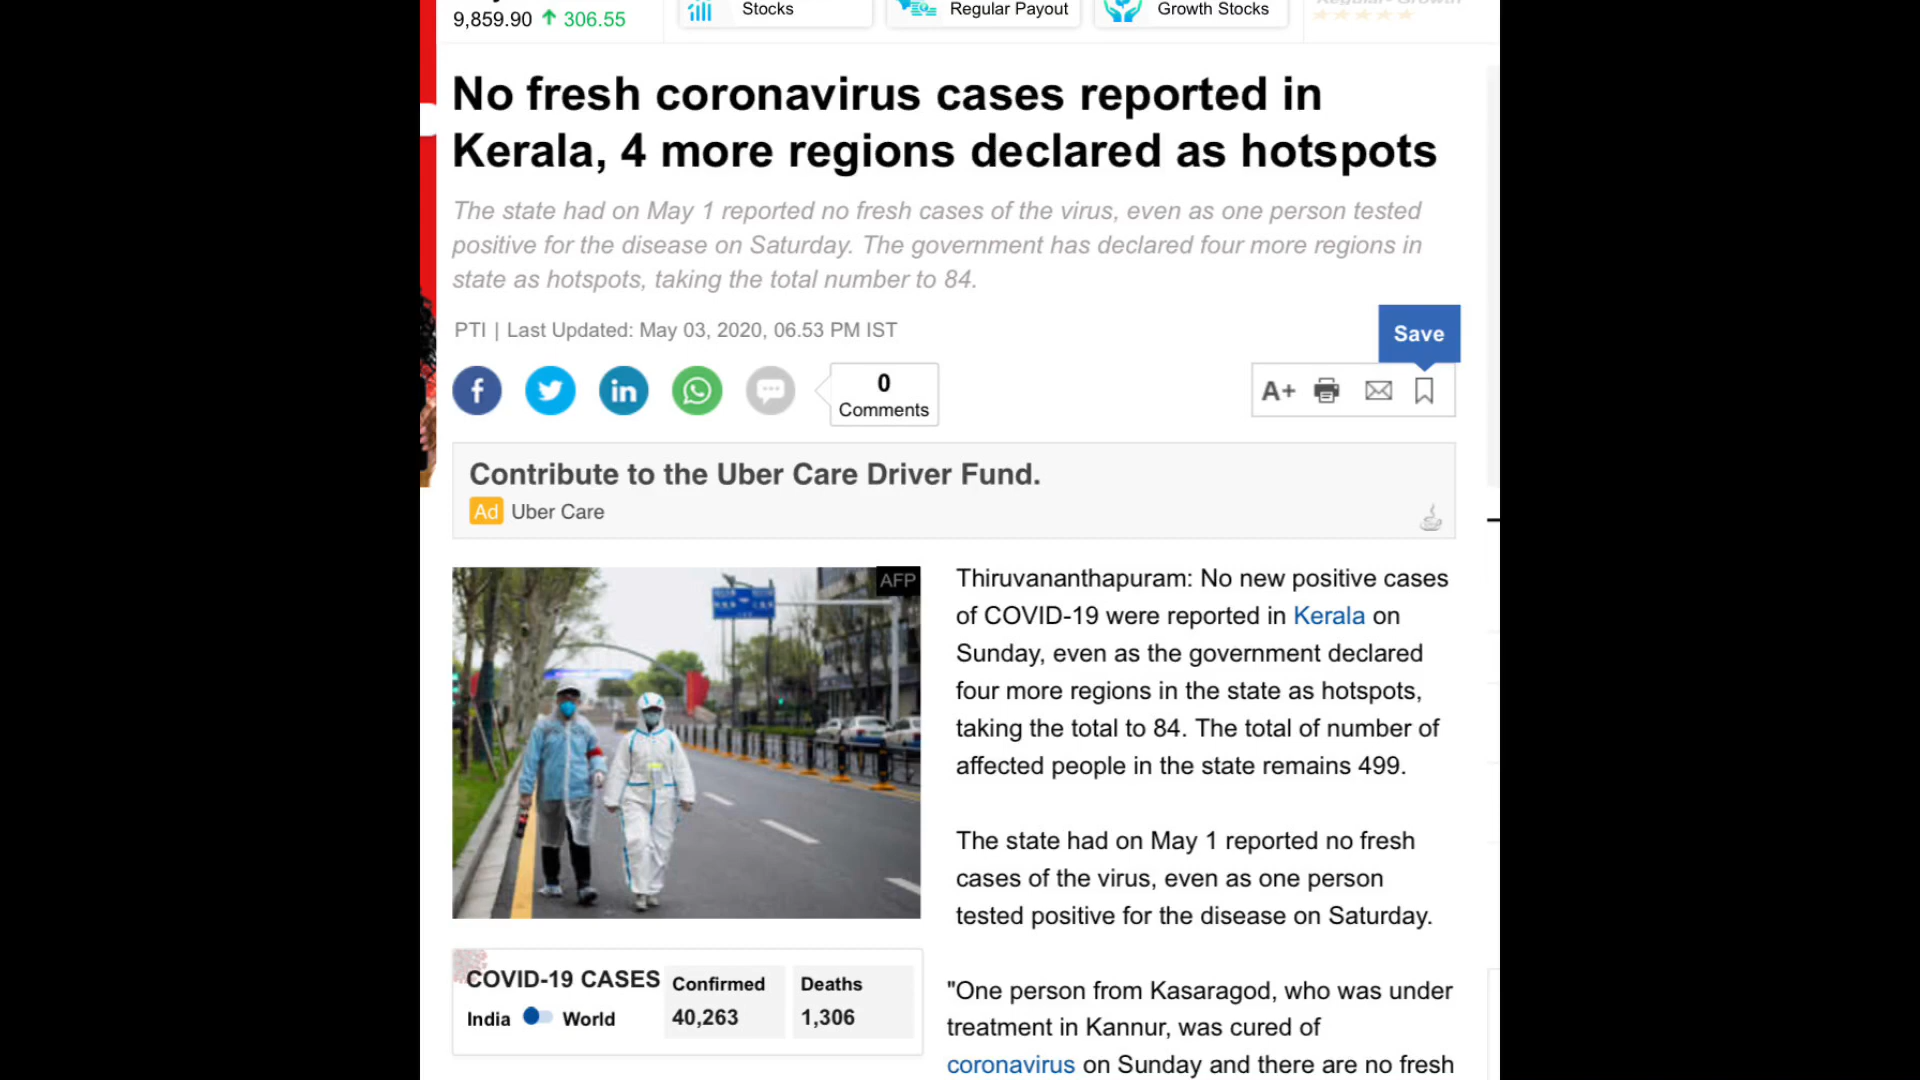 9,859.90 306.55
Stocks
Regular Payout
Growth Stocks
No fresh coronavirus cases reported in
Kerala, 4 more regions declared as hotspots
The state had on May 1 reported no fresh cases of the virus, even as one person tested
positive for the disease on Saturday. The government has declared four more regions in
state as hotspots, taking the total number to 84.
PTI | Last Updated: May 03, 2020, 06.53 PM IST
Save
0
Comments
A+
Contribute to the Uber Care Driver Fund.
Ad Uber Care
AFP
Thiruvananthapuram: No new positive cases
of COVID-19 were reported in Kerala on
Sunday, even as the government declared
four more regions in the state as hotspots,
taking the total to 84. The total of number of
affected people in the state remains 499.
The state had on May 1 reported no fresh
cases of the virus, even as one person
tested positive for the disease on Saturday.
COVID-19 CASES
India World
Confirmed
40,263
Deaths
1,306
"One person from Kasaragod, who was under
treatment in Kannur, was cured of
coronavirus on Sunday and there are no fresh